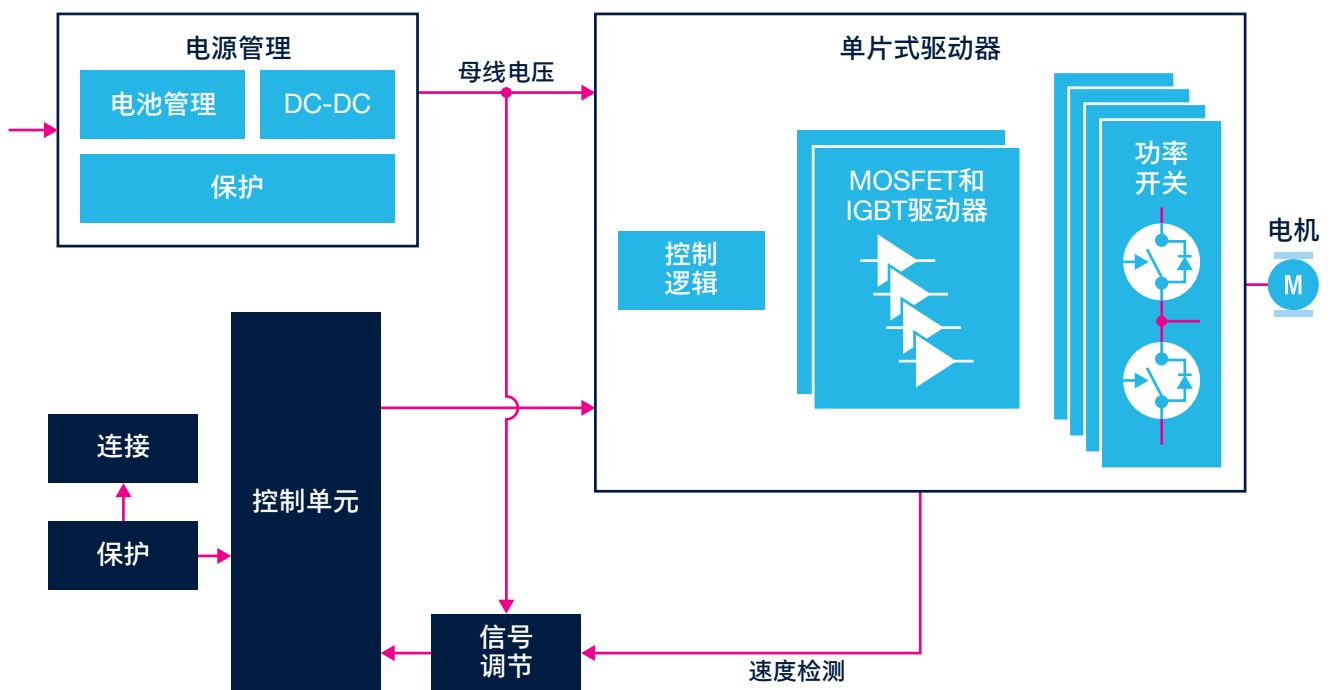 电源管理
电池管理
DC-DC
保护
母线电压
单片式驱动器
控制
逻辑
MOSFET和
IGBT驱动器
功率
开关
电机
M
连接
保护
控制单元
信号
调节
速度检测